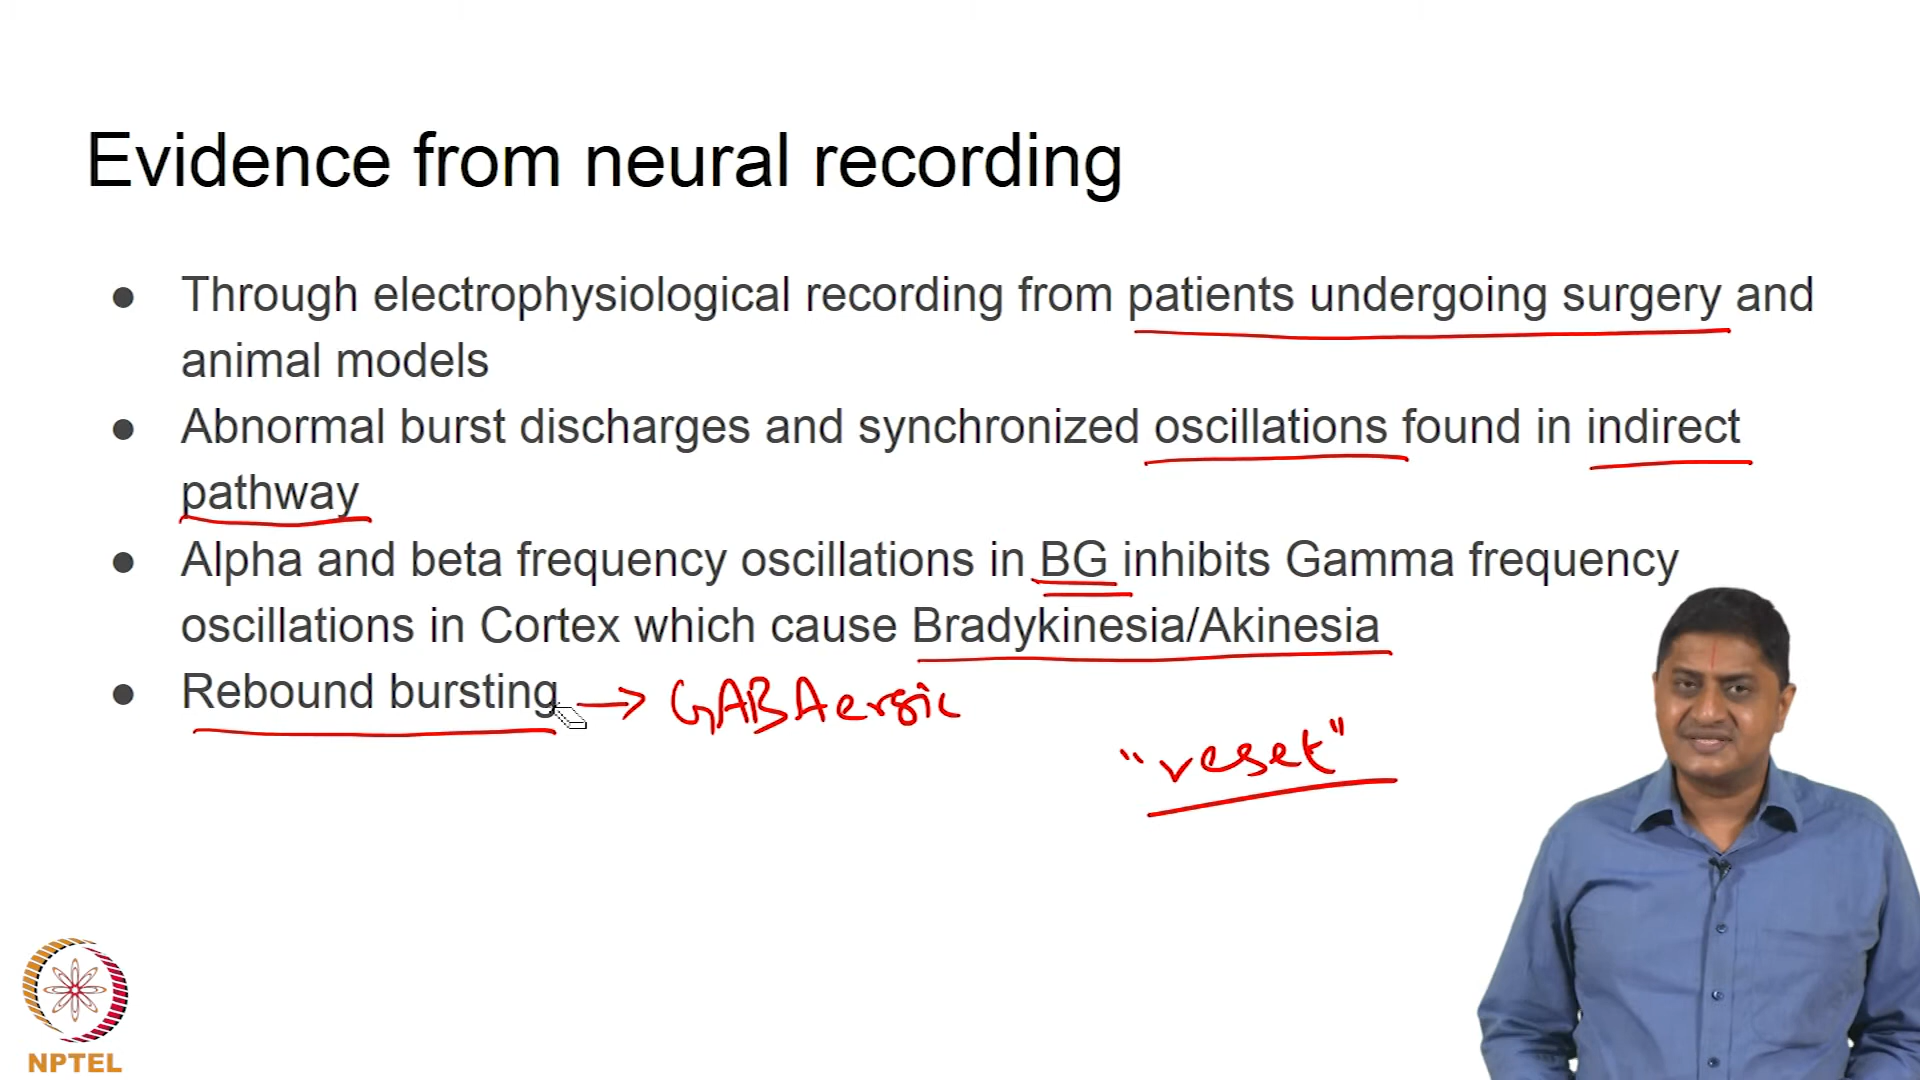 Evidence from neural recording
● Through electrophysiological recording from patients undergoing surgery and
animal models
● Abnormal burst discharges and synchronized oscillations found in indirect
pathway
● Alpha and beta frequency oscillations in BG inhibits Gamma frequency
oscillations in Cortex which cause Bradykinesia/Akinesia
● Rebound bursting → GABAergic
"reset"
NPTEL